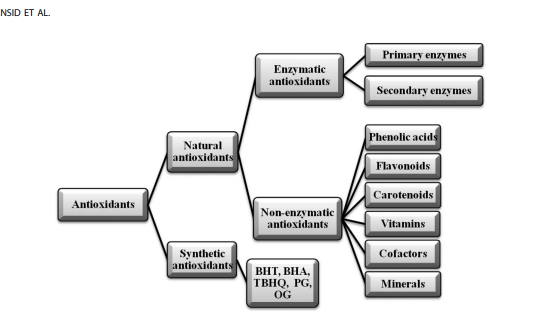 NSID ET AL.
Primary enzymes
Enzymatic
antioxidants
Secondary enzymes
Natural
antioxidants
Phenolic acids
Flavonoids
Carotenoids
Antioxidants
Non-enzymatic
antioxidants
Vitamins
Cofactors
Synthetic
antioxidants
BHT, BHA,
TBHQ, PG,
OG
Minerals